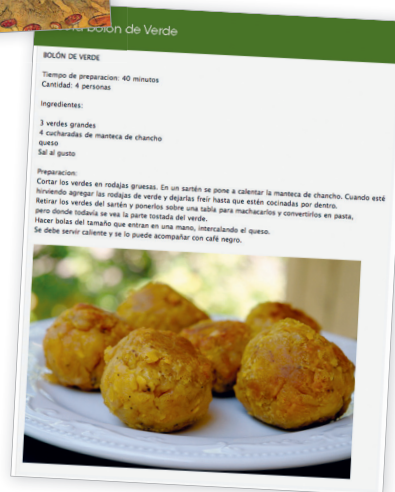 bolón de Verde
BOLÓN DE VERDE
Tiempo de preparacion: 40 minutos
Cantidad: 4 personas
Ingredientes:
3 verdes grandes
4 cucharadas de manteca de chancho
queso
Sal al gusto
Preparacion:
Cortar los verdes en rodajas gruesas. En un sartén se pone a calentar la manteca de chancho. Cuando esté
hirviendo agregar las rodajas de verde y dejarlas freír hasta que estén cocinadas por dentro.
Retirar los verdes del sartén y ponerlos sobre una tabla para machacarlos y convertirlos en pasta,
pero donde todavía se vea la parte tostada del verde.
Hacer bolas del tamaño que entran en una mano, intercalando el queso.
Se debe servir caliente y se lo puede acompañar con café negro.